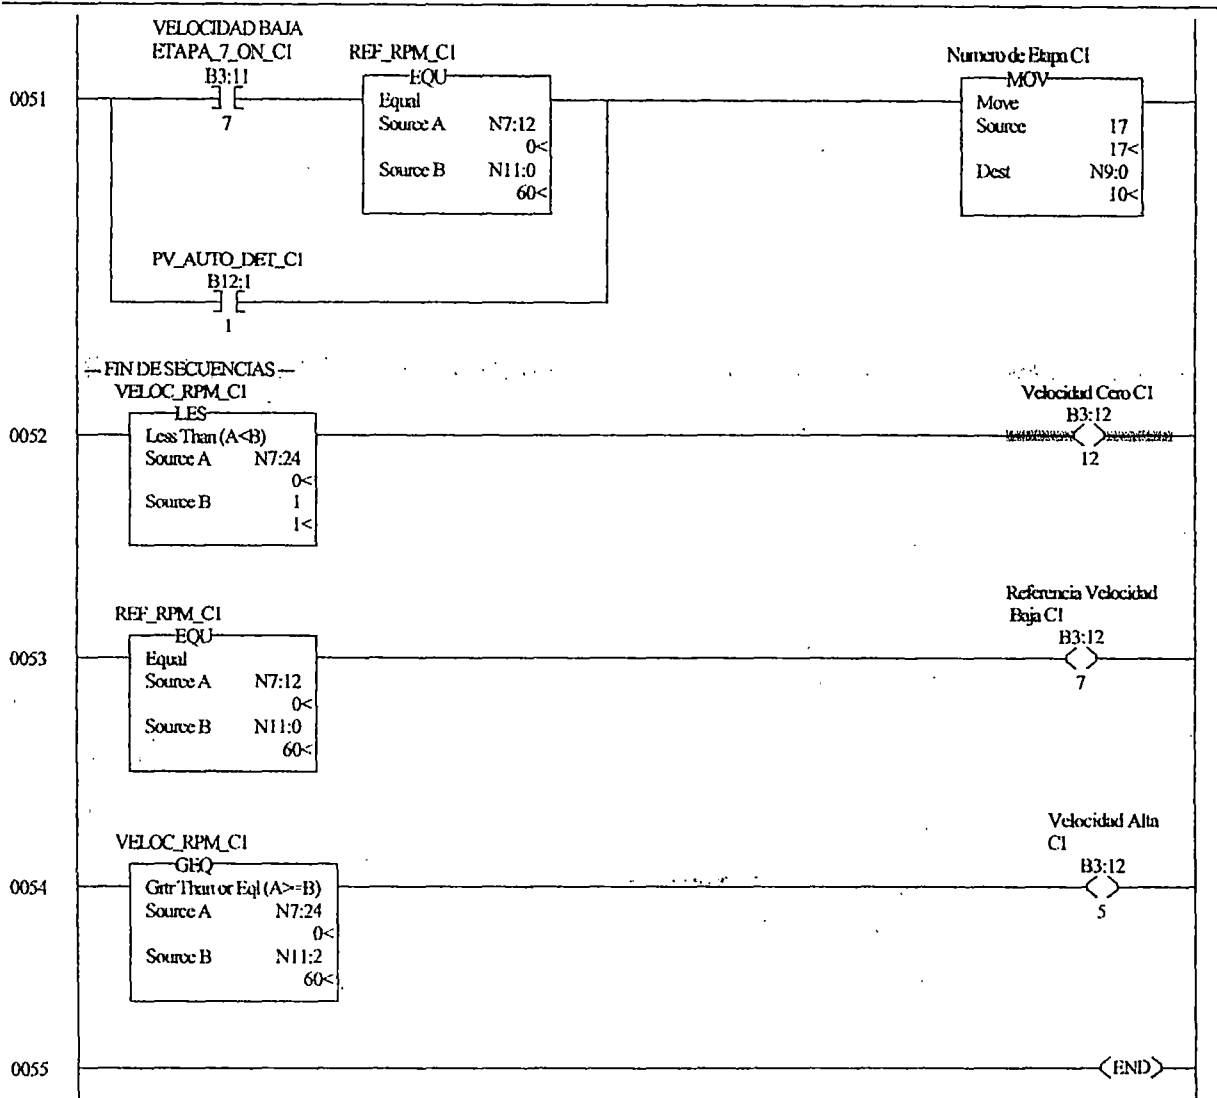 VELOCIDAD BAJA
ETAPA_7_ON_C1
B3:11
7
REF_RPM_C1
EQU
Equal
Source A N7:12
0<
Source B N11:0
60<
Numero de Etapa C1
MOV
Move
Source 17
17<
Dest N9:0
10<
0051
PV_AUTO_DET_C1
B12:1
1
— FIN DE SECUENCIAS —
VELOC_RPM_C1
LES
Less Than (A<B)
Source A N7:24
0<
Source B 1
1<
0052
Velocidad Cero C1
B3:12
12
REF_RPM_C1
EQU
Equal
Source A N7:12
0<
Source B N11:0
60<
0053
Referencia Velocidad
Baja C1
B3:12
7
VELOC_RPM_C1
GEQ
Grtr Than or Eql (A>=B)
Source A N7:24
0<
Source B N11:2
60<
0054
Velocidad Alta
C1
B3:12
5
0055
END